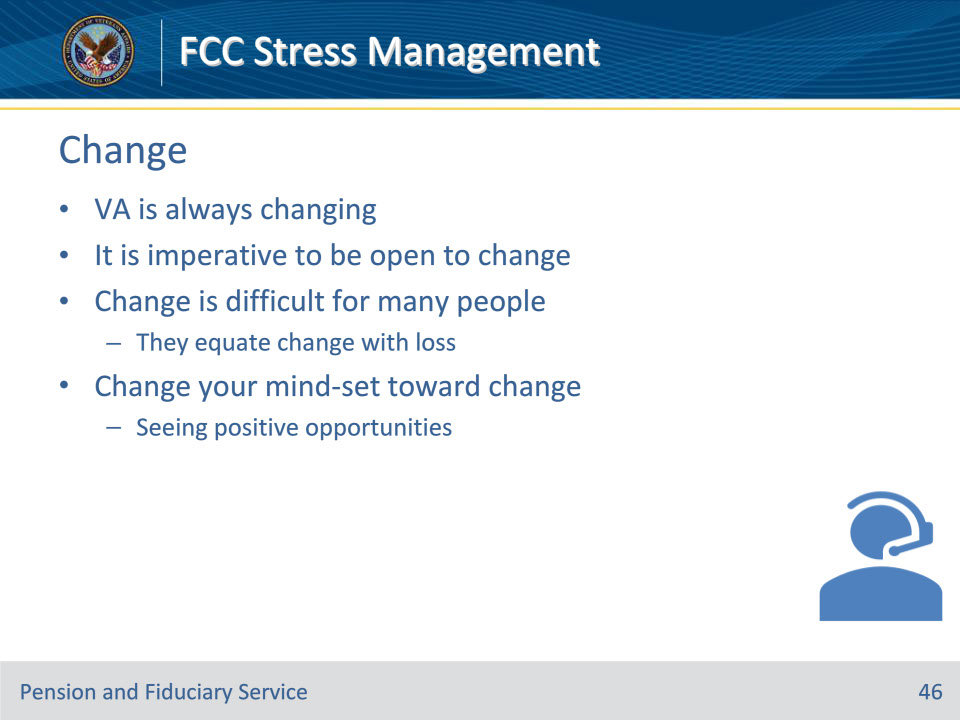 FCC Stress Management
Change
• VA is always changing
• It is imperative to be open to change
• Change is difficult for many people
– They equate change with loss
• Change your mind-set toward change
– Seeing positive opportunities
Pension and Fiduciary Service
46